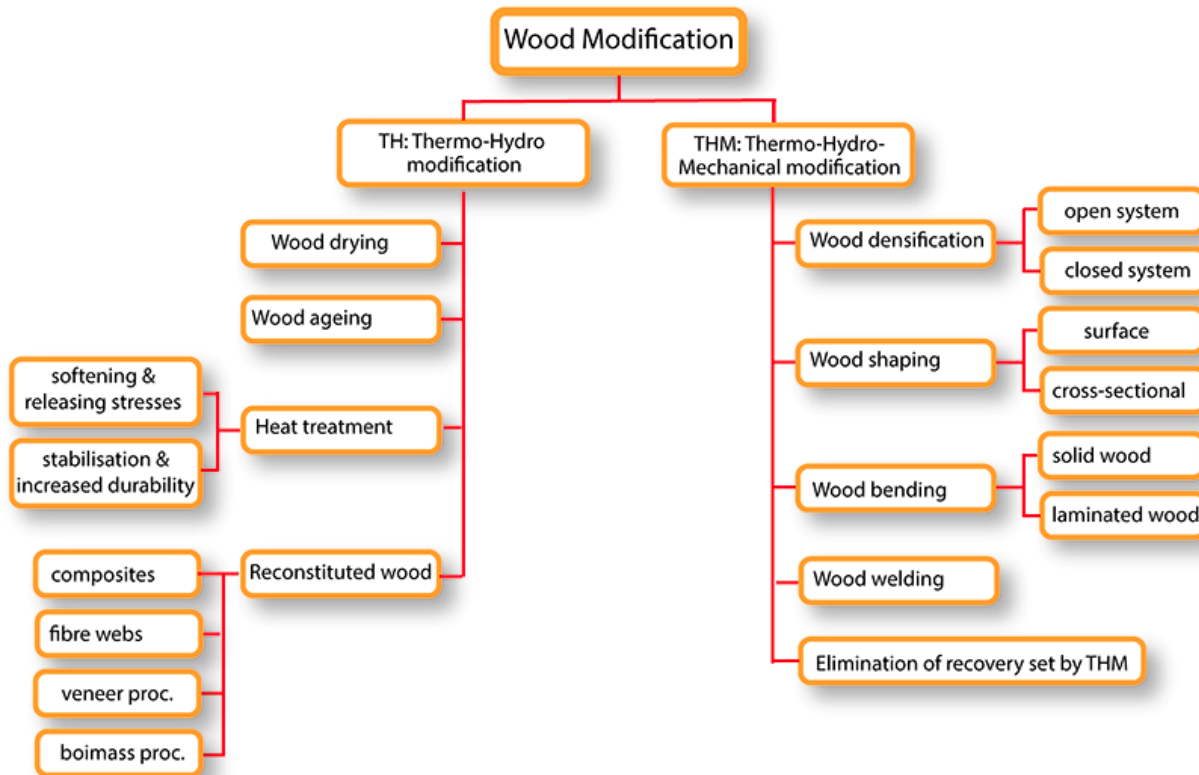 Wood Modification
TH: Thermo-Hydro
modification
Wood drying
Wood ageing
Heat treatment
softening &
releasing stresses
stabilisation &
increased durability
Reconstituted wood
composites
fibre webs
veneer proc.
boimass proc.
THM: Thermo-Hydro-
Mechanical modification
Wood densification
open system
closed system
Wood shaping
surface
cross-sectional
Wood bending
solid wood
laminated wood
Wood welding
Elimination of recovery set by THM